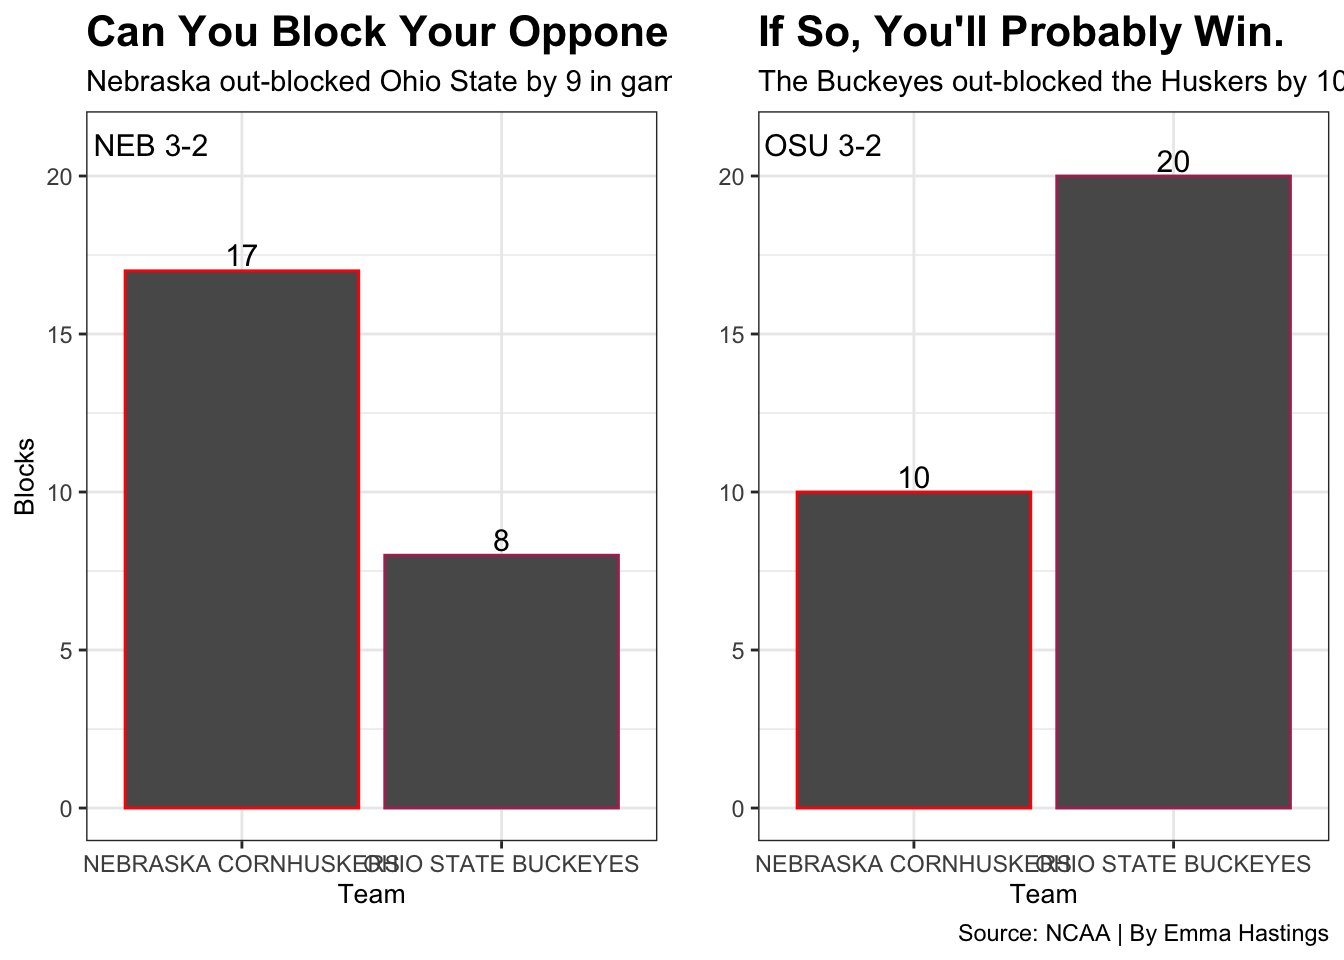 Can You Block Your Oppone
Nebraska out-blocked Ohio State by 9 in gam
NEB 3-2
Blocks
20
15
10
5
0
17
8
NEBRASKA CORNHUSKERS
OHIO STATE BUCKEYES
Team
If So, You'll Probably Win.
The Buckeyes out-blocked the Huskers by 10
OSU 3-2
20
15
10
5
0
10
20
NEBRASKA CORNHUSKERS
OHIO STATE BUCKEYES
Team
Source: NCAA | By Emma Hastings